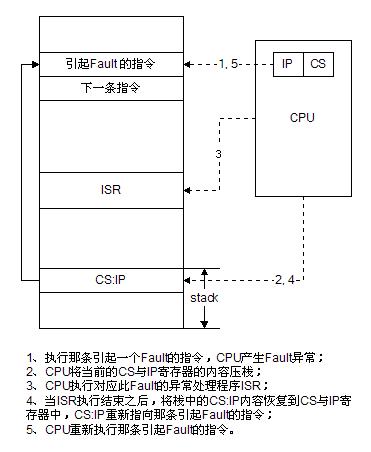 引起Fault的指令
1, 5
IP
CS
下一条指令
CPU
3
ISR
CS:IP
2, 4
stack
1、执行那条引起一个Fault的指令，CPU产生Fault异常；
2、CPU将当前的CS与IP寄存器的内容压栈；
3、CPU执行对应此Fault的异常处理程序ISR；
4、当ISR执行结束之后，将栈中的CS:IP内容恢复到CS与IP寄
存器中，CS:IP重新指向那条引起Fault的指令；
5、CPU重新执行那条引起Fault的指令。